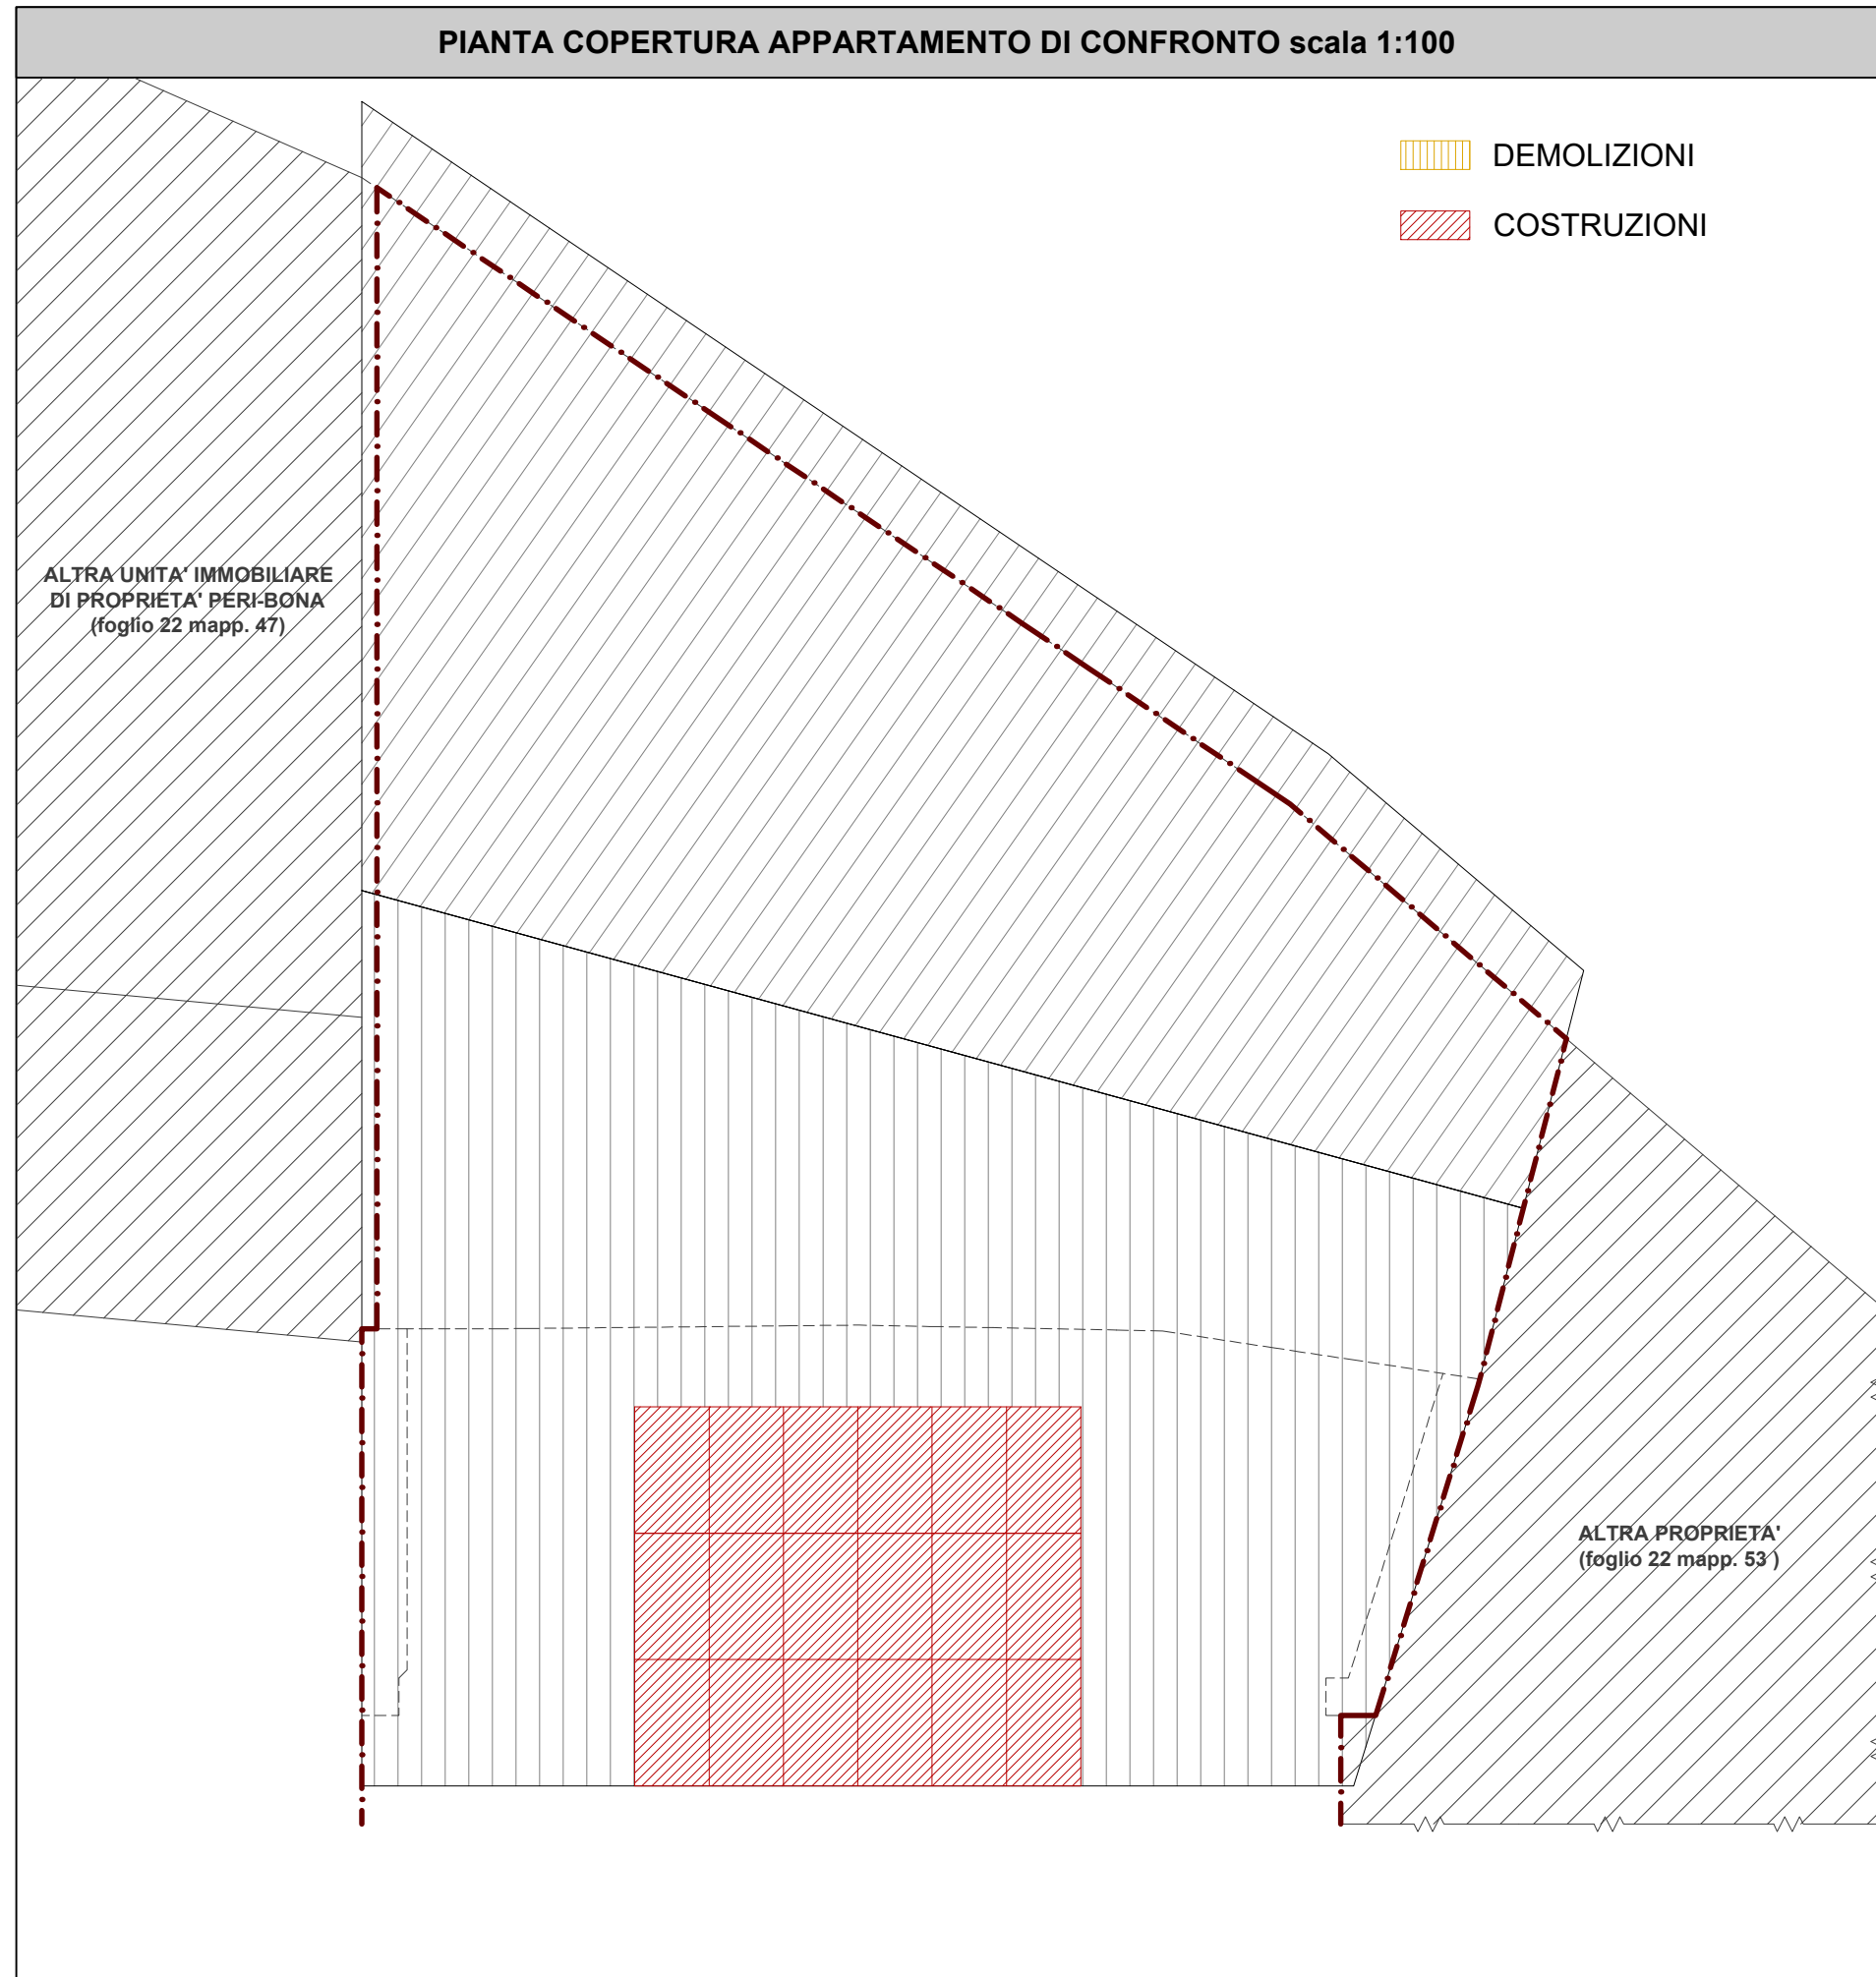 PIANTA COPERTURA APPARTAMENTO DI CONFRONTO scala 1:100
DEMOLIZIONI
COSTRUZIONI
ALTRA UNITA' IMMOBILIARE
DI PROPRIETA' PERI-BONA
(foglio 22 mapp. 47)
ALTRA PROPRIETA'
(foglio 22 mapp. 53 )